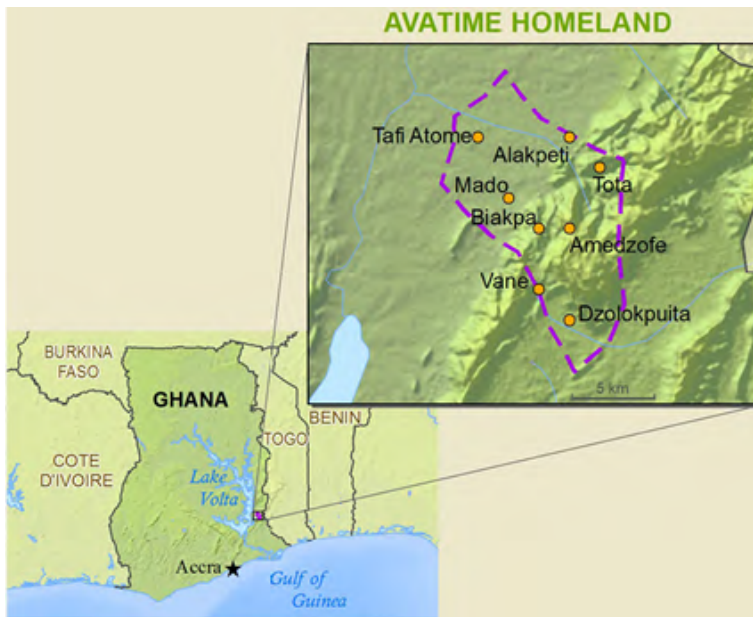 AVATIME HOMELAND
Tafi Atome
Alakpeti
Tota
Mado
Biakpa
Amedzofe
Vane
Dzolokpuita
5 km
BURKINA
FASO
GHANA
BENIN
TOGO
COTE
D'IVOIRE
Lake
Volta
Accra
Gulf of
Guinea